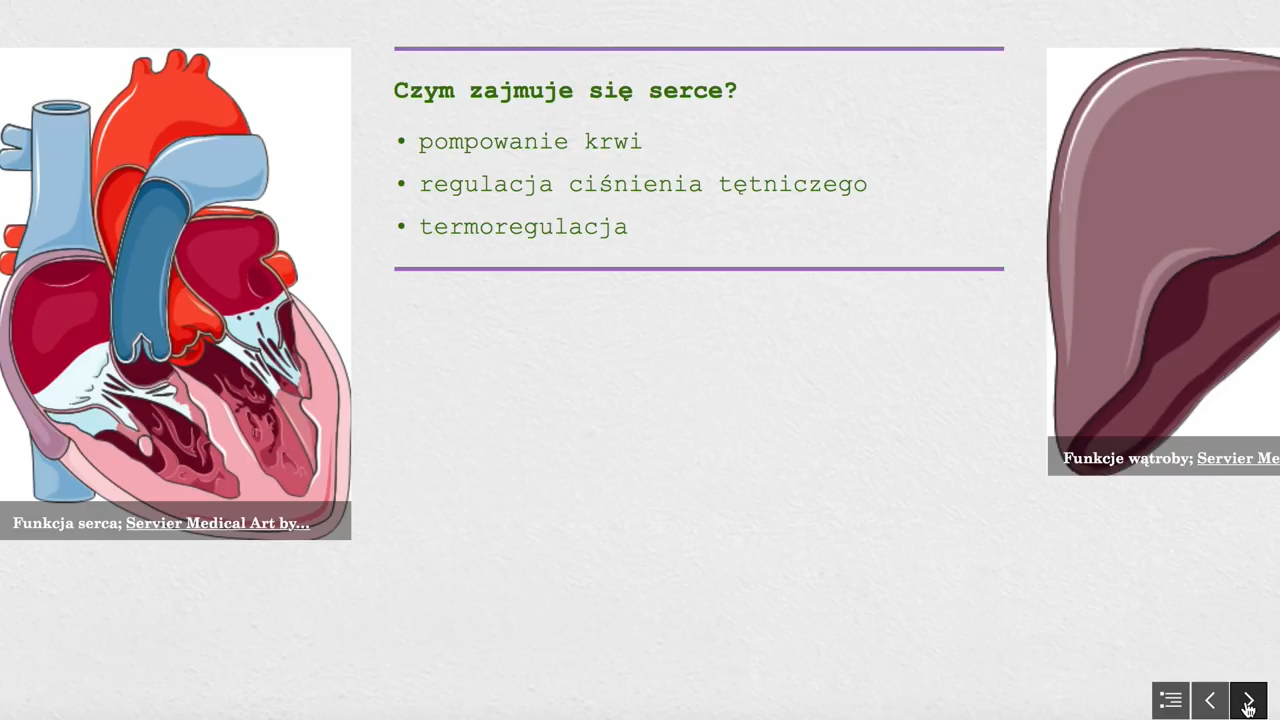 Czym zajmuje się serce?
• pompowanie krwi
• regulacja ciśnienia tętniczego
• termoregulacja
Funkcja serca; Servier Medical Art by...
Funkcje wątroby; Servier Me